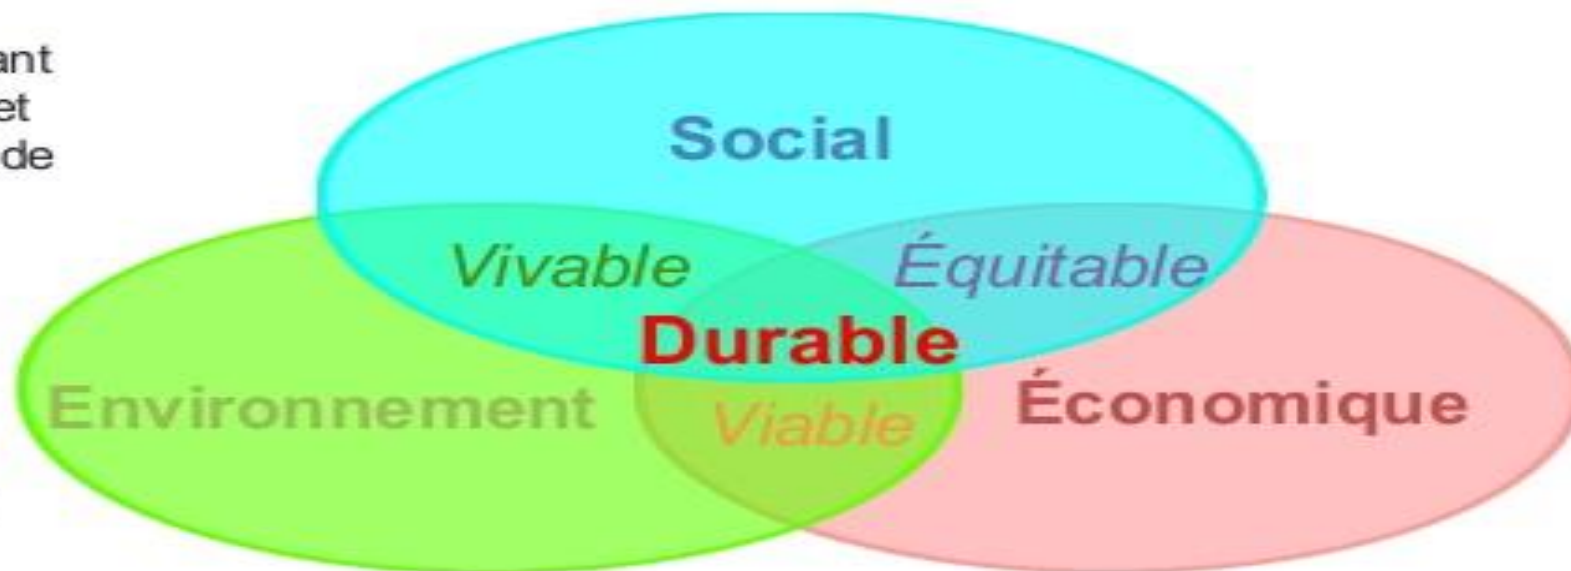 ant
et
de
Social
Vivable
Équitable
Durable
Environnement
Économique
Viable